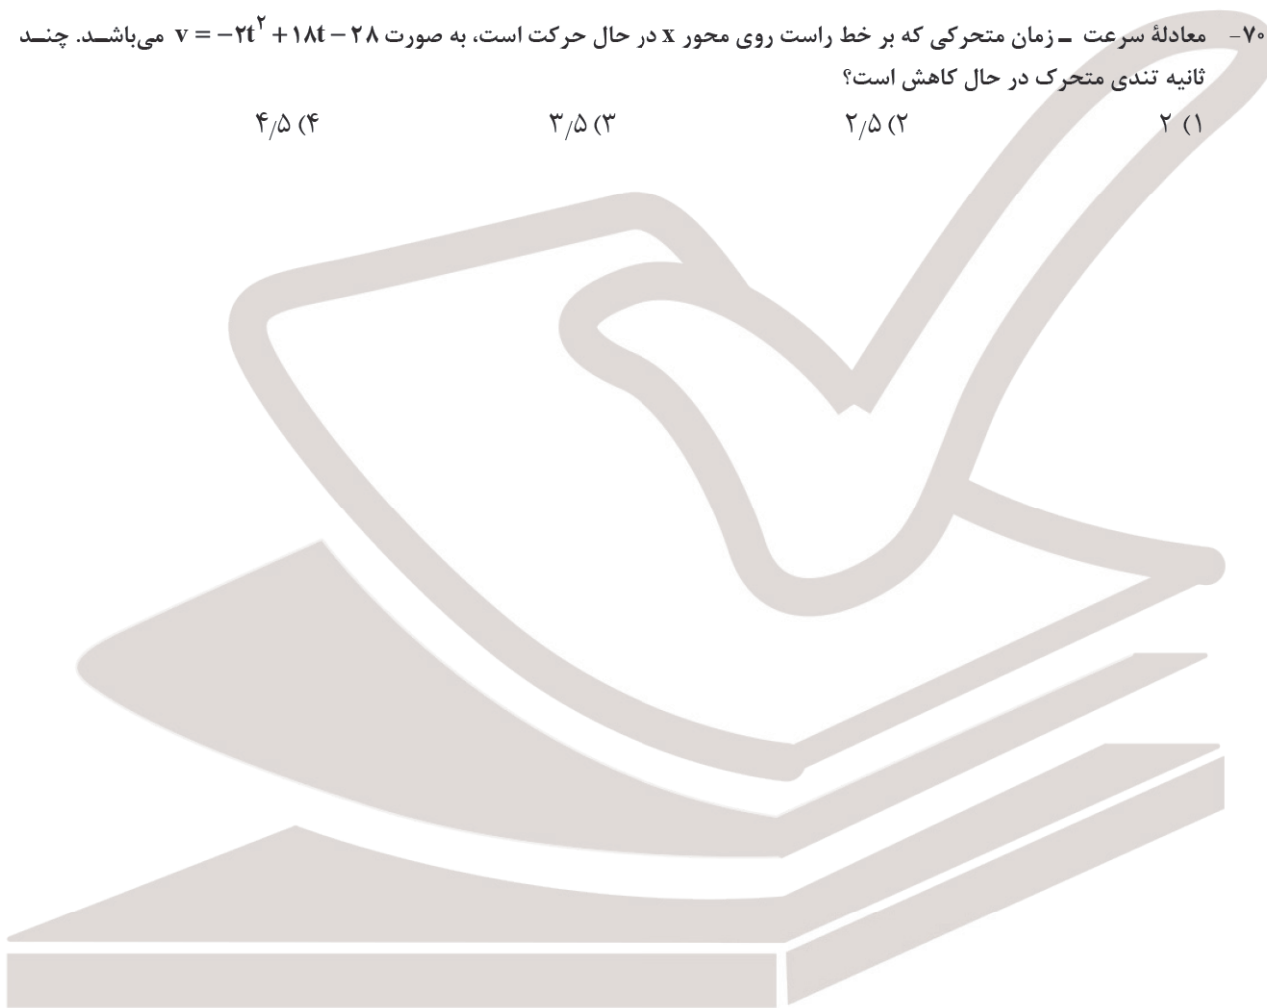 ۷۰- معادلهٔ سرعت ـ زمان متحرکی که بر خط راست روی محور x در حال حرکت است، به صورت v = −۲t² + ۱۸t − ۲۸ می‌باشـد. چنـد
ثانیه تندی متحرک در حال کاهش است؟
۱) ۲ ۲) ۲/۵ ۳) ۳/۵ ۴) ۴/۵